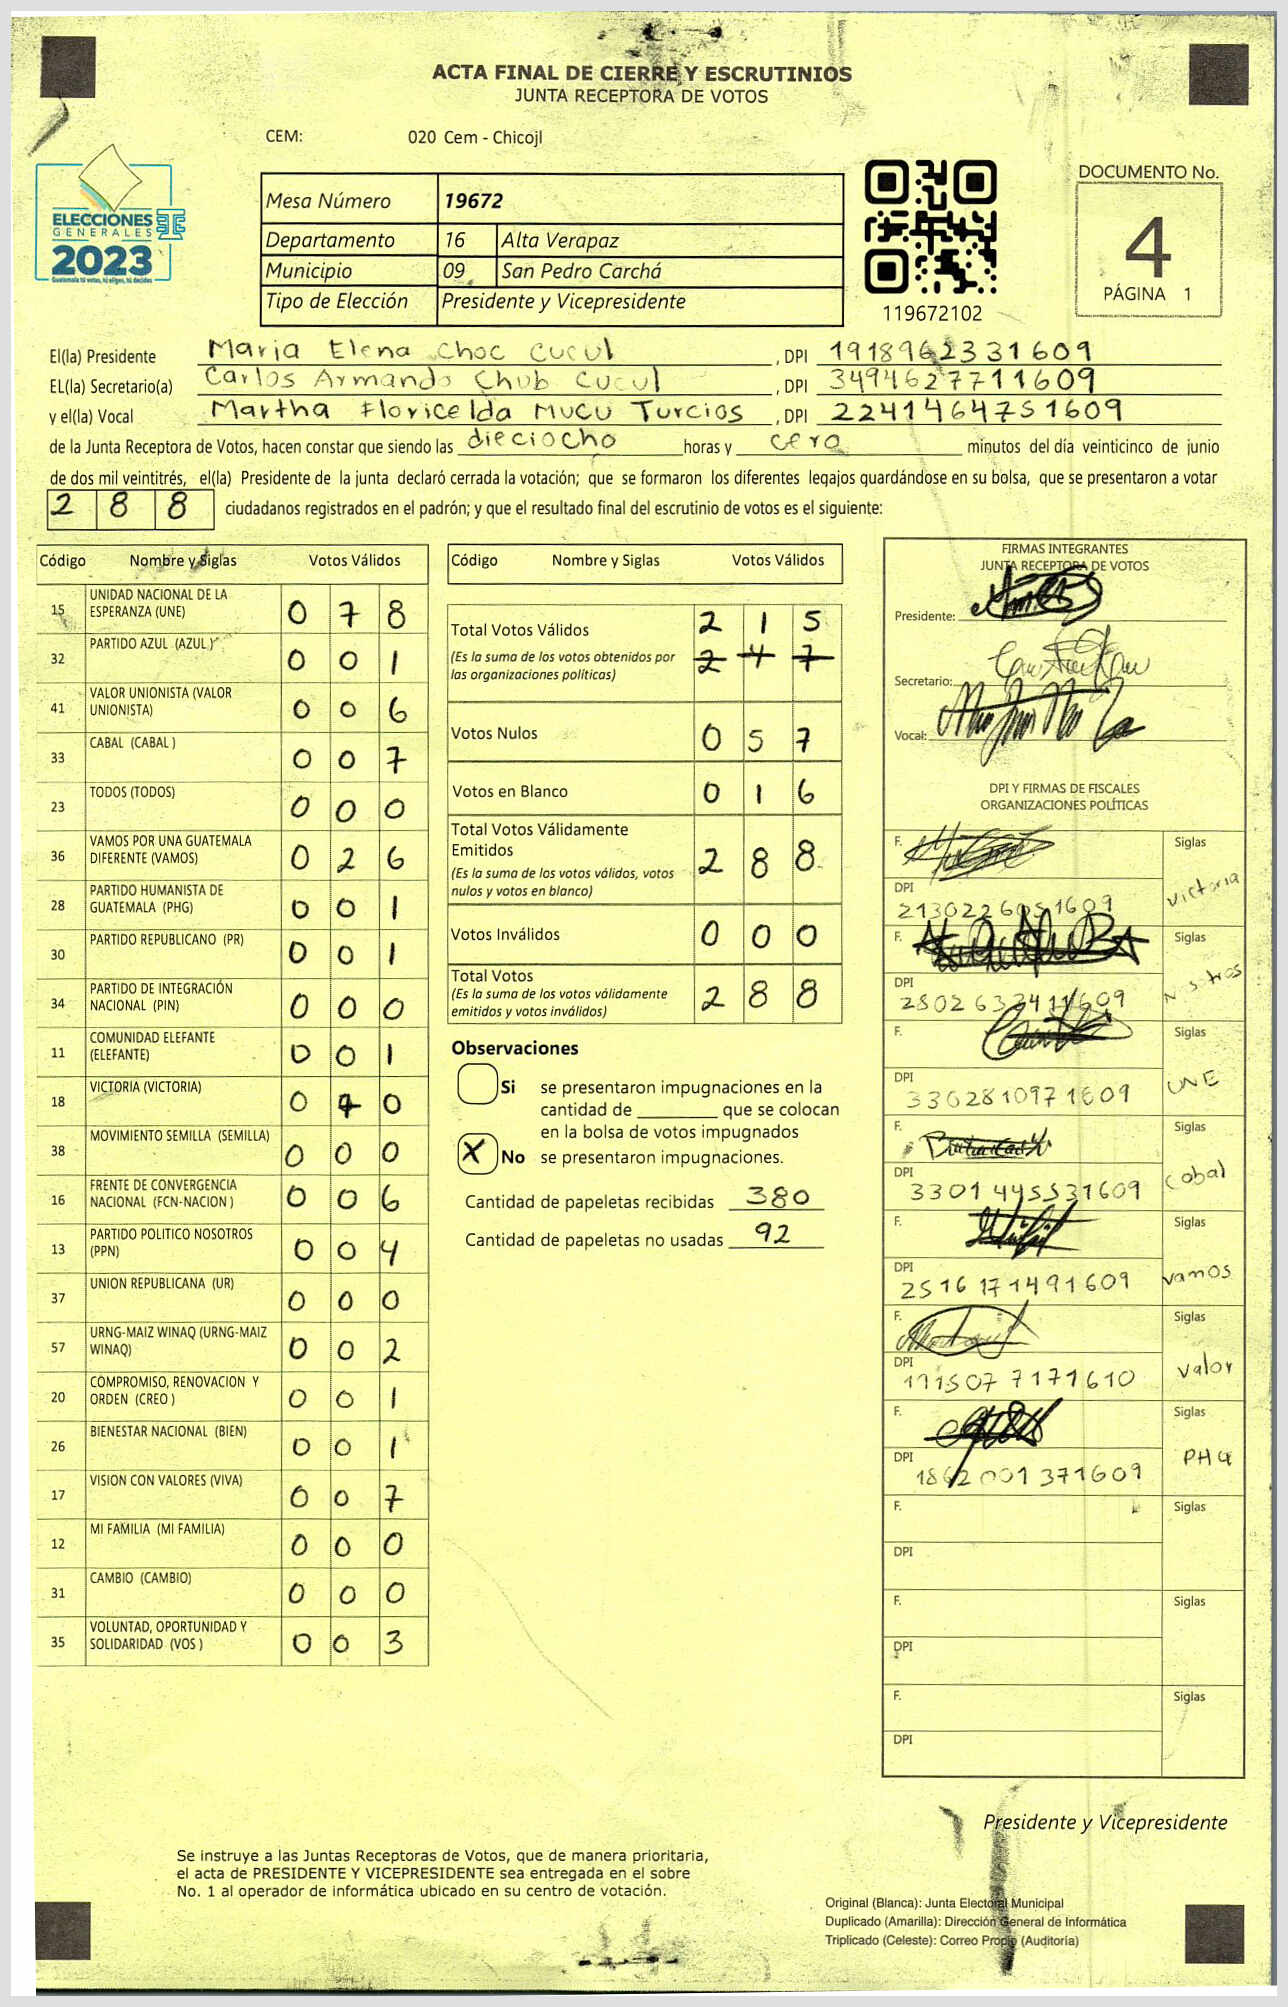 ACTA FINAL DE CIERRE Y ESCRUTINIOS
JUNTA RECEPTORA DE VOTOS
CEM: 020 Cem - Chicojl
ELECCIONES
GENERALES
2023
Guatemala tú votas, tú eliges, tú decides
Mesa Número 19672
Departamento 16 Alta Verapaz
Municipio 09 San Pedro Carchá
Tipo de Elección Presidente y Vicepresidente
119672102
DOCUMENTO No.
4
PÁGINA 1
El(la) Presidente Maria Elena Choc Cucul, DPI 1918962331609
EL(la) Secretario(a) Carlos Armando Chub Cucul, DPI 3494627711609
y el(la) Vocal Martha Floricelda Mucu Turcios, DPI 2241464751609
de la Junta Receptora de Votos, hacen constar que siendo las dieciocho horas y cero minutos del día veinticinco de junio
de dos mil veintitrés, el(la) Presidente de la junta declaró cerrada la votación; que se formaron los diferentes legajos guardándose en su bolsa, que se presentaron a votar
288 ciudadanos registrados en el padrón; y que el resultado final del escrutinio de votos es el siguiente:
Código Nombre y Siglas Votos Válidos
15 UNIDAD NACIONAL DE LA ESPERANZA (UNE) 0 7 8
32 PARTIDO AZUL (AZUL ) 0 0 1
41 VALOR UNIONISTA (VALOR UNIONISTA) 0 0 6
33 CABAL (CABAL ) 0 0 7
23 TODOS (TODOS) 0 0 0
36 VAMOS POR UNA GUATEMALA DIFERENTE (VAMOS) 0 2 6
28 PARTIDO HUMANISTA DE GUATEMALA (PHG) 0 0 1
30 PARTIDO REPUBLICANO (PR) 0 0 1
34 PARTIDO DE INTEGRACIÓN NACIONAL (PIN) 0 0 0
11 COMUNIDAD ELEFANTE (ELEFANTE) 0 0 1
18 VICTORIA (VICTORIA) 0 7 0
38 MOVIMIENTO SEMILLA (SEMILLA) 0 0 0
16 FRENTE DE CONVERGENCIA NACIONAL (FCN-NACION ) 0 0 6
13 PARTIDO POLITICO NOSOTROS (PPN) 0 0 4
37 UNION REPUBLICANA (UR) 0 0 0
57 URNG-MAIZ WINAQ (URNG-MAIZ WINAQ) 0 0 2
20 COMPROMISO, RENOVACION Y ORDEN (CREO ) 0 0 1
26 BIENESTAR NACIONAL (BIEN) 0 0 1
17 VISION CON VALORES (VIVA) 0 0 7
12 MI FAMILIA (MI FAMILIA) 0 0 0
31 CAMBIO (CAMBIO) 0 0 0
35 VOLUNTAD, OPORTUNIDAD Y SOLIDARIDAD (VOS ) 0 0 3
Código Nombre y Siglas Votos Válidos
Total Votos Válidos 2 1 5
(Es la suma de los votos obtenidos por las organizaciones políticas) 2 4 7
Votos Nulos 0 5 7
Votos en Blanco 0 1 6
Total Votos Válidamente Emitidos 2 8 8
(Es la suma de los votos válidos, votos nulos y votos en blanco)
Votos Inválidos 0 0 0
Total Votos 2 8 8
(Es la suma de los votos válidamente emitidos y votos inválidos)
Observaciones
Si se presentaron impugnaciones en la
cantidad de ________ que se colocan
en la bolsa de votos impugnados
X No se presentaron impugnaciones.
Cantidad de papeletas recibidas 380
Cantidad de papeletas no usadas 92
FIRMAS INTEGRANTES
JUNTA RECEPTORA DE VOTOS
Presidente:
Secretario:
Vocal:
DPI Y FIRMAS DE FISCALES
ORGANIZACIONES POLÍTICAS
F. Siglas victoria
DPI
F. Siglas
DPI
F. Siglas UNE
DPI 3302810971609
F. Siglas Cobal
DPI 3301445531609
F. Siglas vamos
DPI 2516171491609
F. Siglas valor
DPI
F. Siglas PHG
DPI
F. Siglas
DPI
F. Siglas
DPI
F. Siglas
DPI
Presidente y Vicepresidente
Se instruye a las Juntas Receptoras de Votos, que de manera prioritaria,
el acta de PRESIDENTE Y VICEPRESIDENTE sea entregada en el sobre
No. 1 al operador de informática ubicado en su centro de votación.
Original (Blanca): Junta Electoral Municipal
Duplicado (Amarilla): Dirección General de Informática
Triplicado (Celeste): Correo Propio (Auditoría)